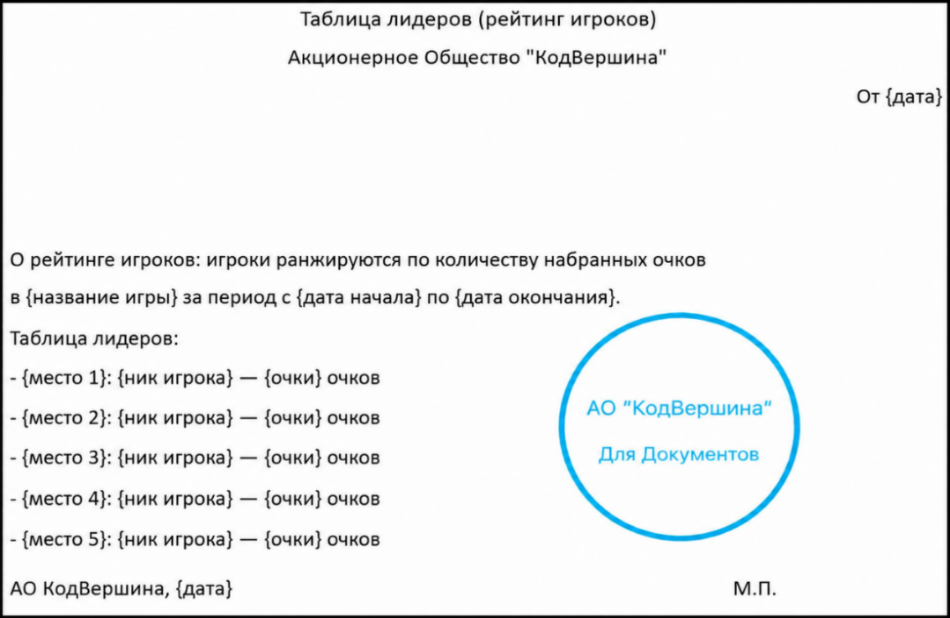 Таблица лидеров (рейтинг игроков)
Акционерное Общество "КодВершина"
От {дата}
О рейтинге игроков: игроки ранжируются по количеству набранных очков
в {название игры} за период с {дата начала} по {дата окончания}.
Таблица лидеров:
- {место 1}: {ник игрока} — {очки} очков
- {место 2}: {ник игрока} — {очки} очков
- {место 3}: {ник игрока} — {очки} очков
- {место 4}: {ник игрока} — {очки} очков
- {место 5}: {ник игрока} — {очки} очков
АО "КодВершина"
Для Документов
АО КодВершина, {дата}
М.П.